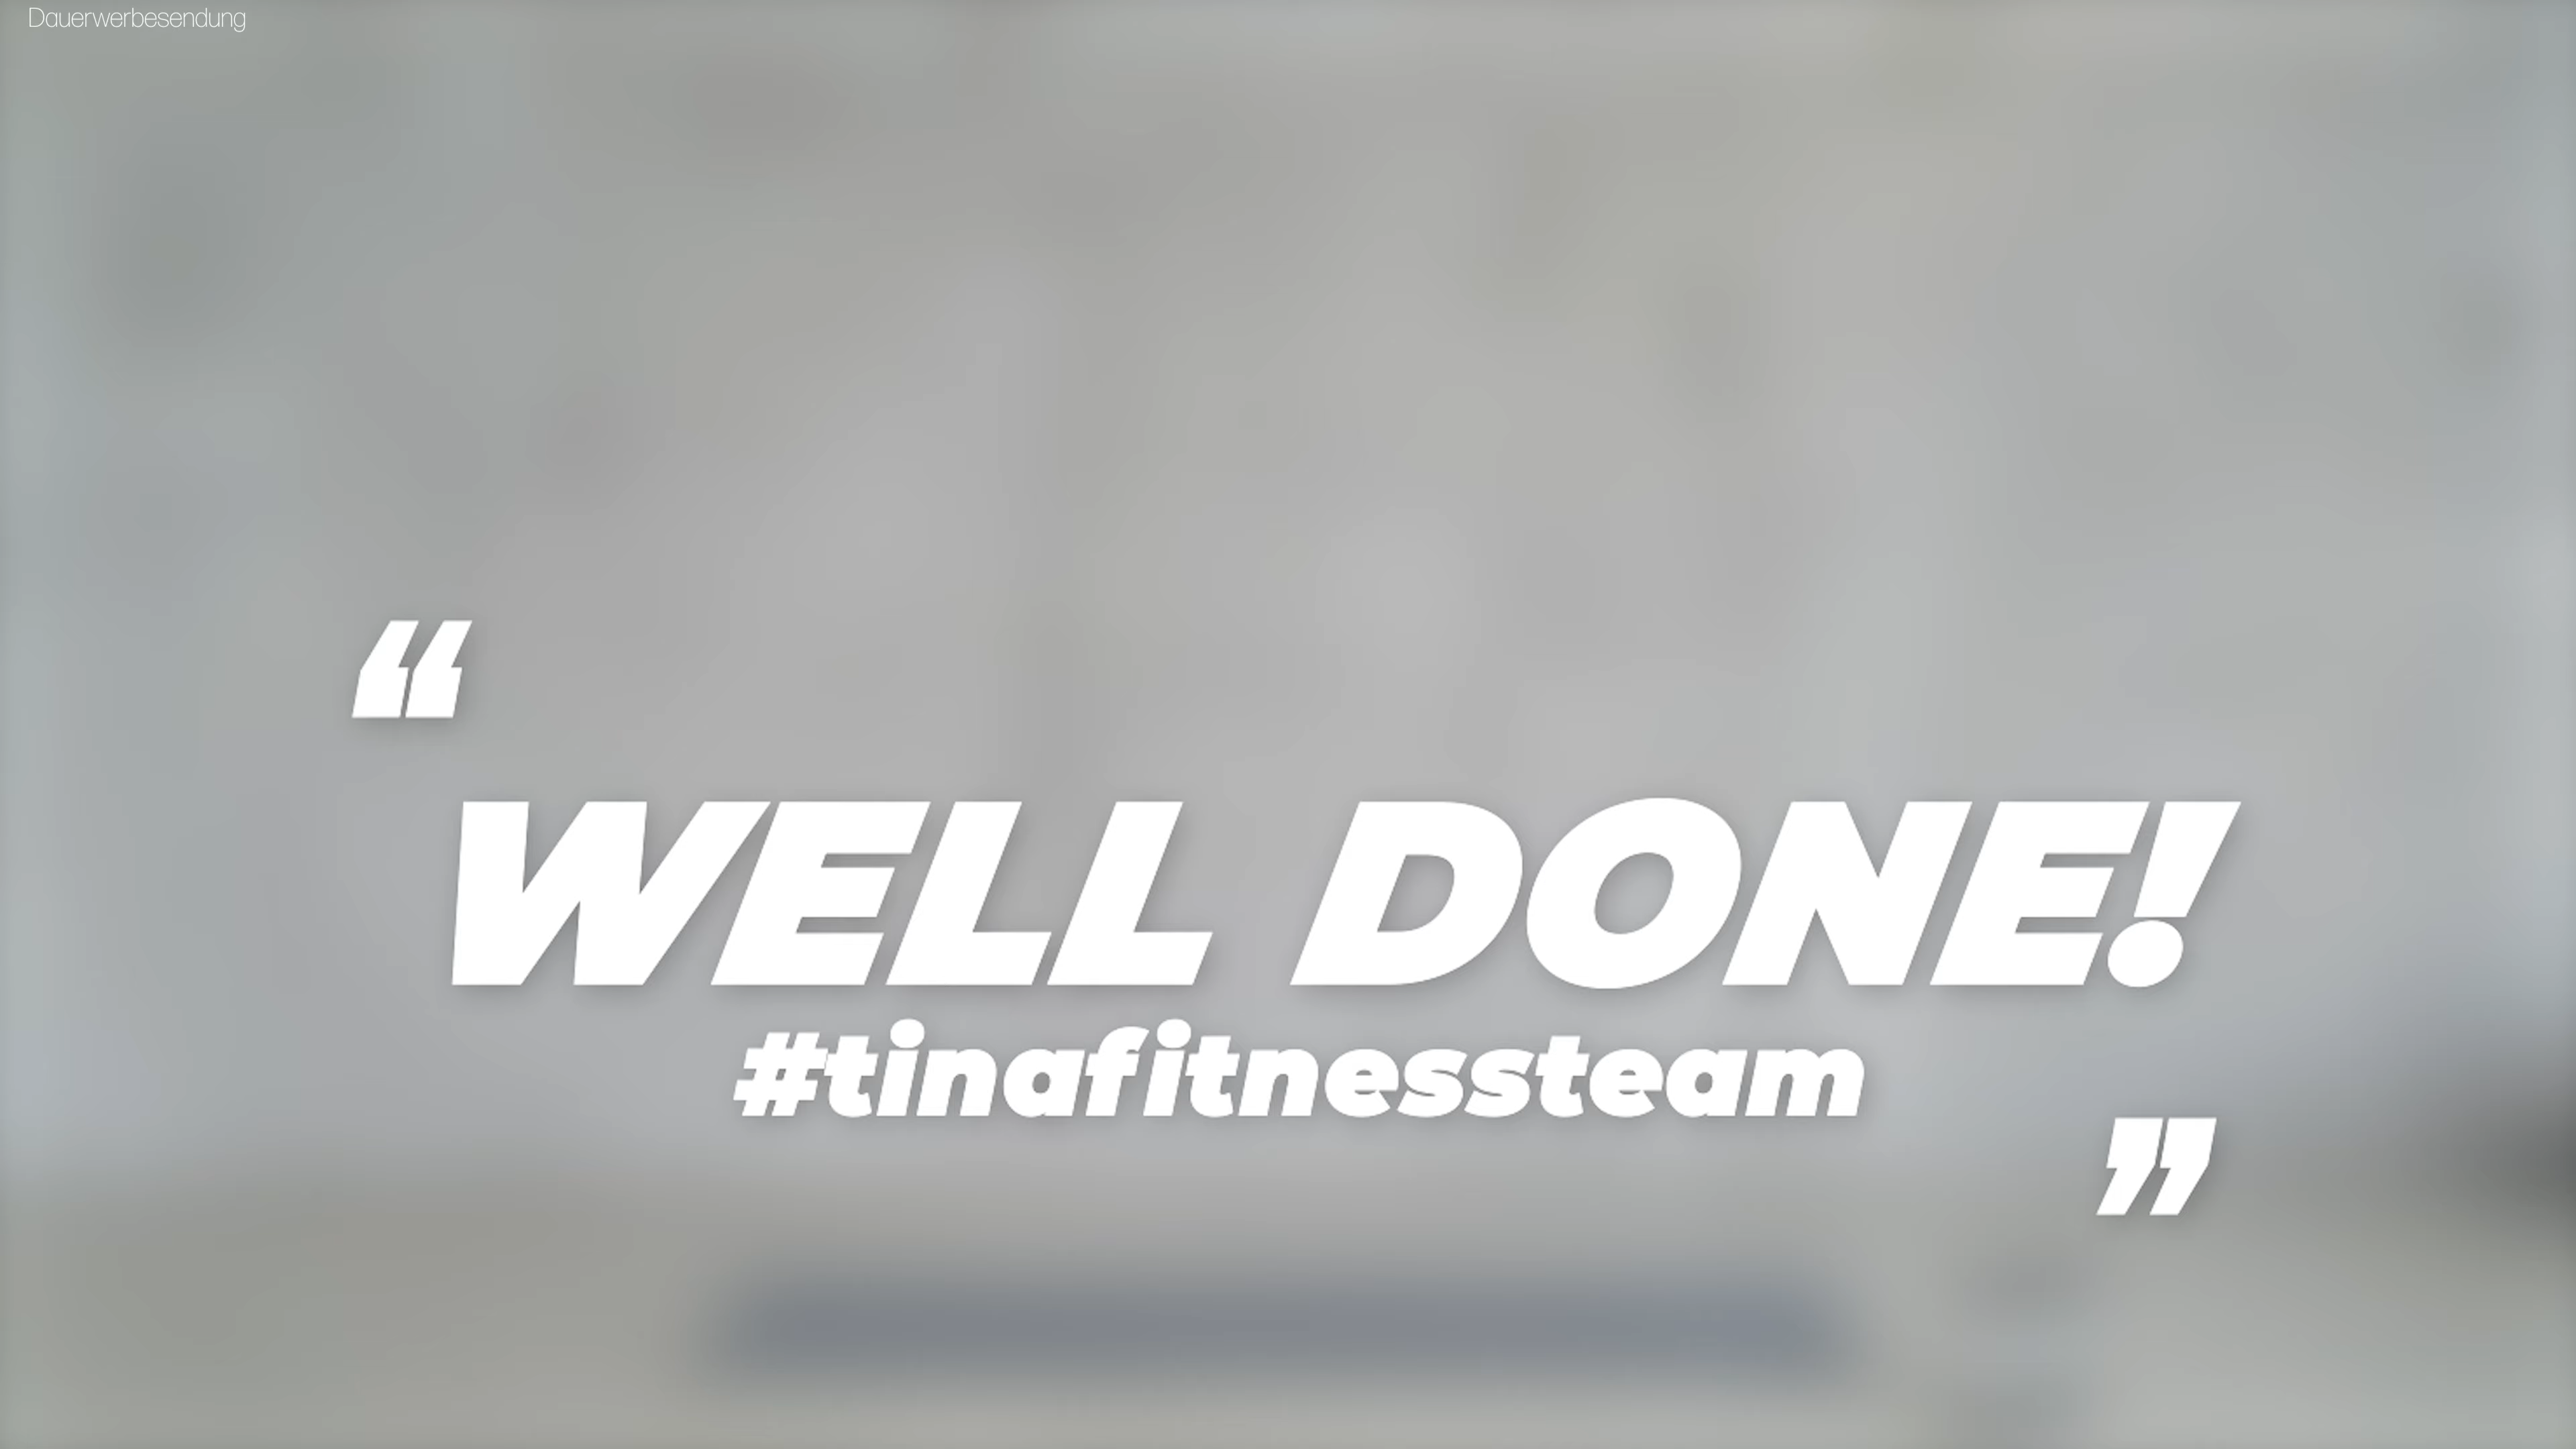 Dauerwerbesendung
“
WELL DONE!
#tinafitnessteam
”